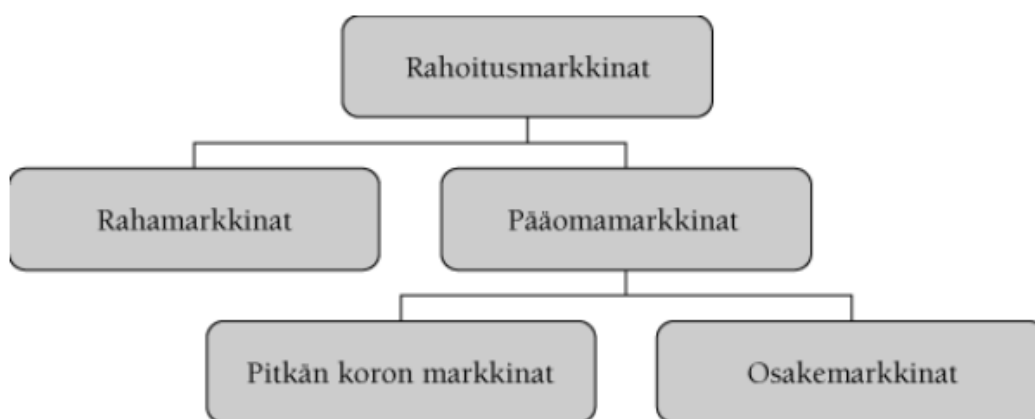 Rahoitusmarkkinat
Rahamarkkinat
Pääomamarkkinat
Pitkän koron markkinat
Osakemarkkinat